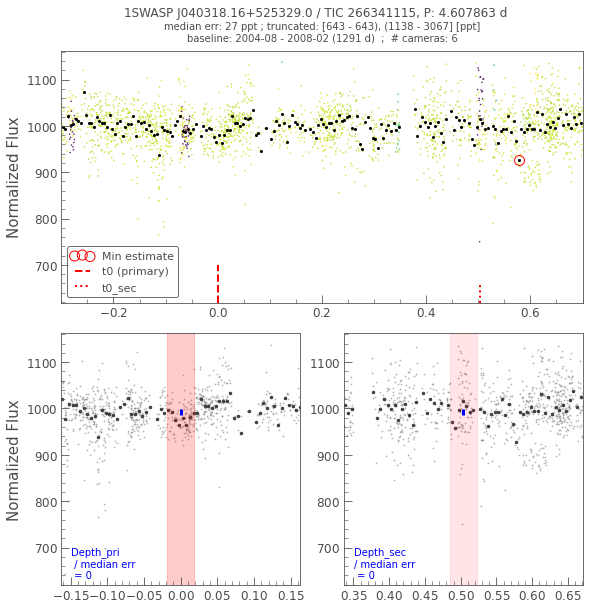 1SWASP J040318.16+525329.0 / TIC 266341115, P: 4.607863 d
median err: 27 ppt ; truncated: [643 - 643), (1138 - 3067] [ppt]
baseline: 2004-08 - 2008-02 (1291 d)  ;  # cameras: 6
Normalized Flux
1100
1000
900
800
700
Min estimate
t0 (primary)
t0_sec
−0.2 0.0 0.2 0.4 0.6
Normalized Flux
1100
1000
900
800
700
Depth_pri
/ median err
= 0
−0.15 −0.10 −0.05 0.00 0.05 0.10 0.15
1100
1000
900
800
700
Depth_sec
/ median err
= 0
0.35 0.40 0.45 0.50 0.55 0.60 0.65